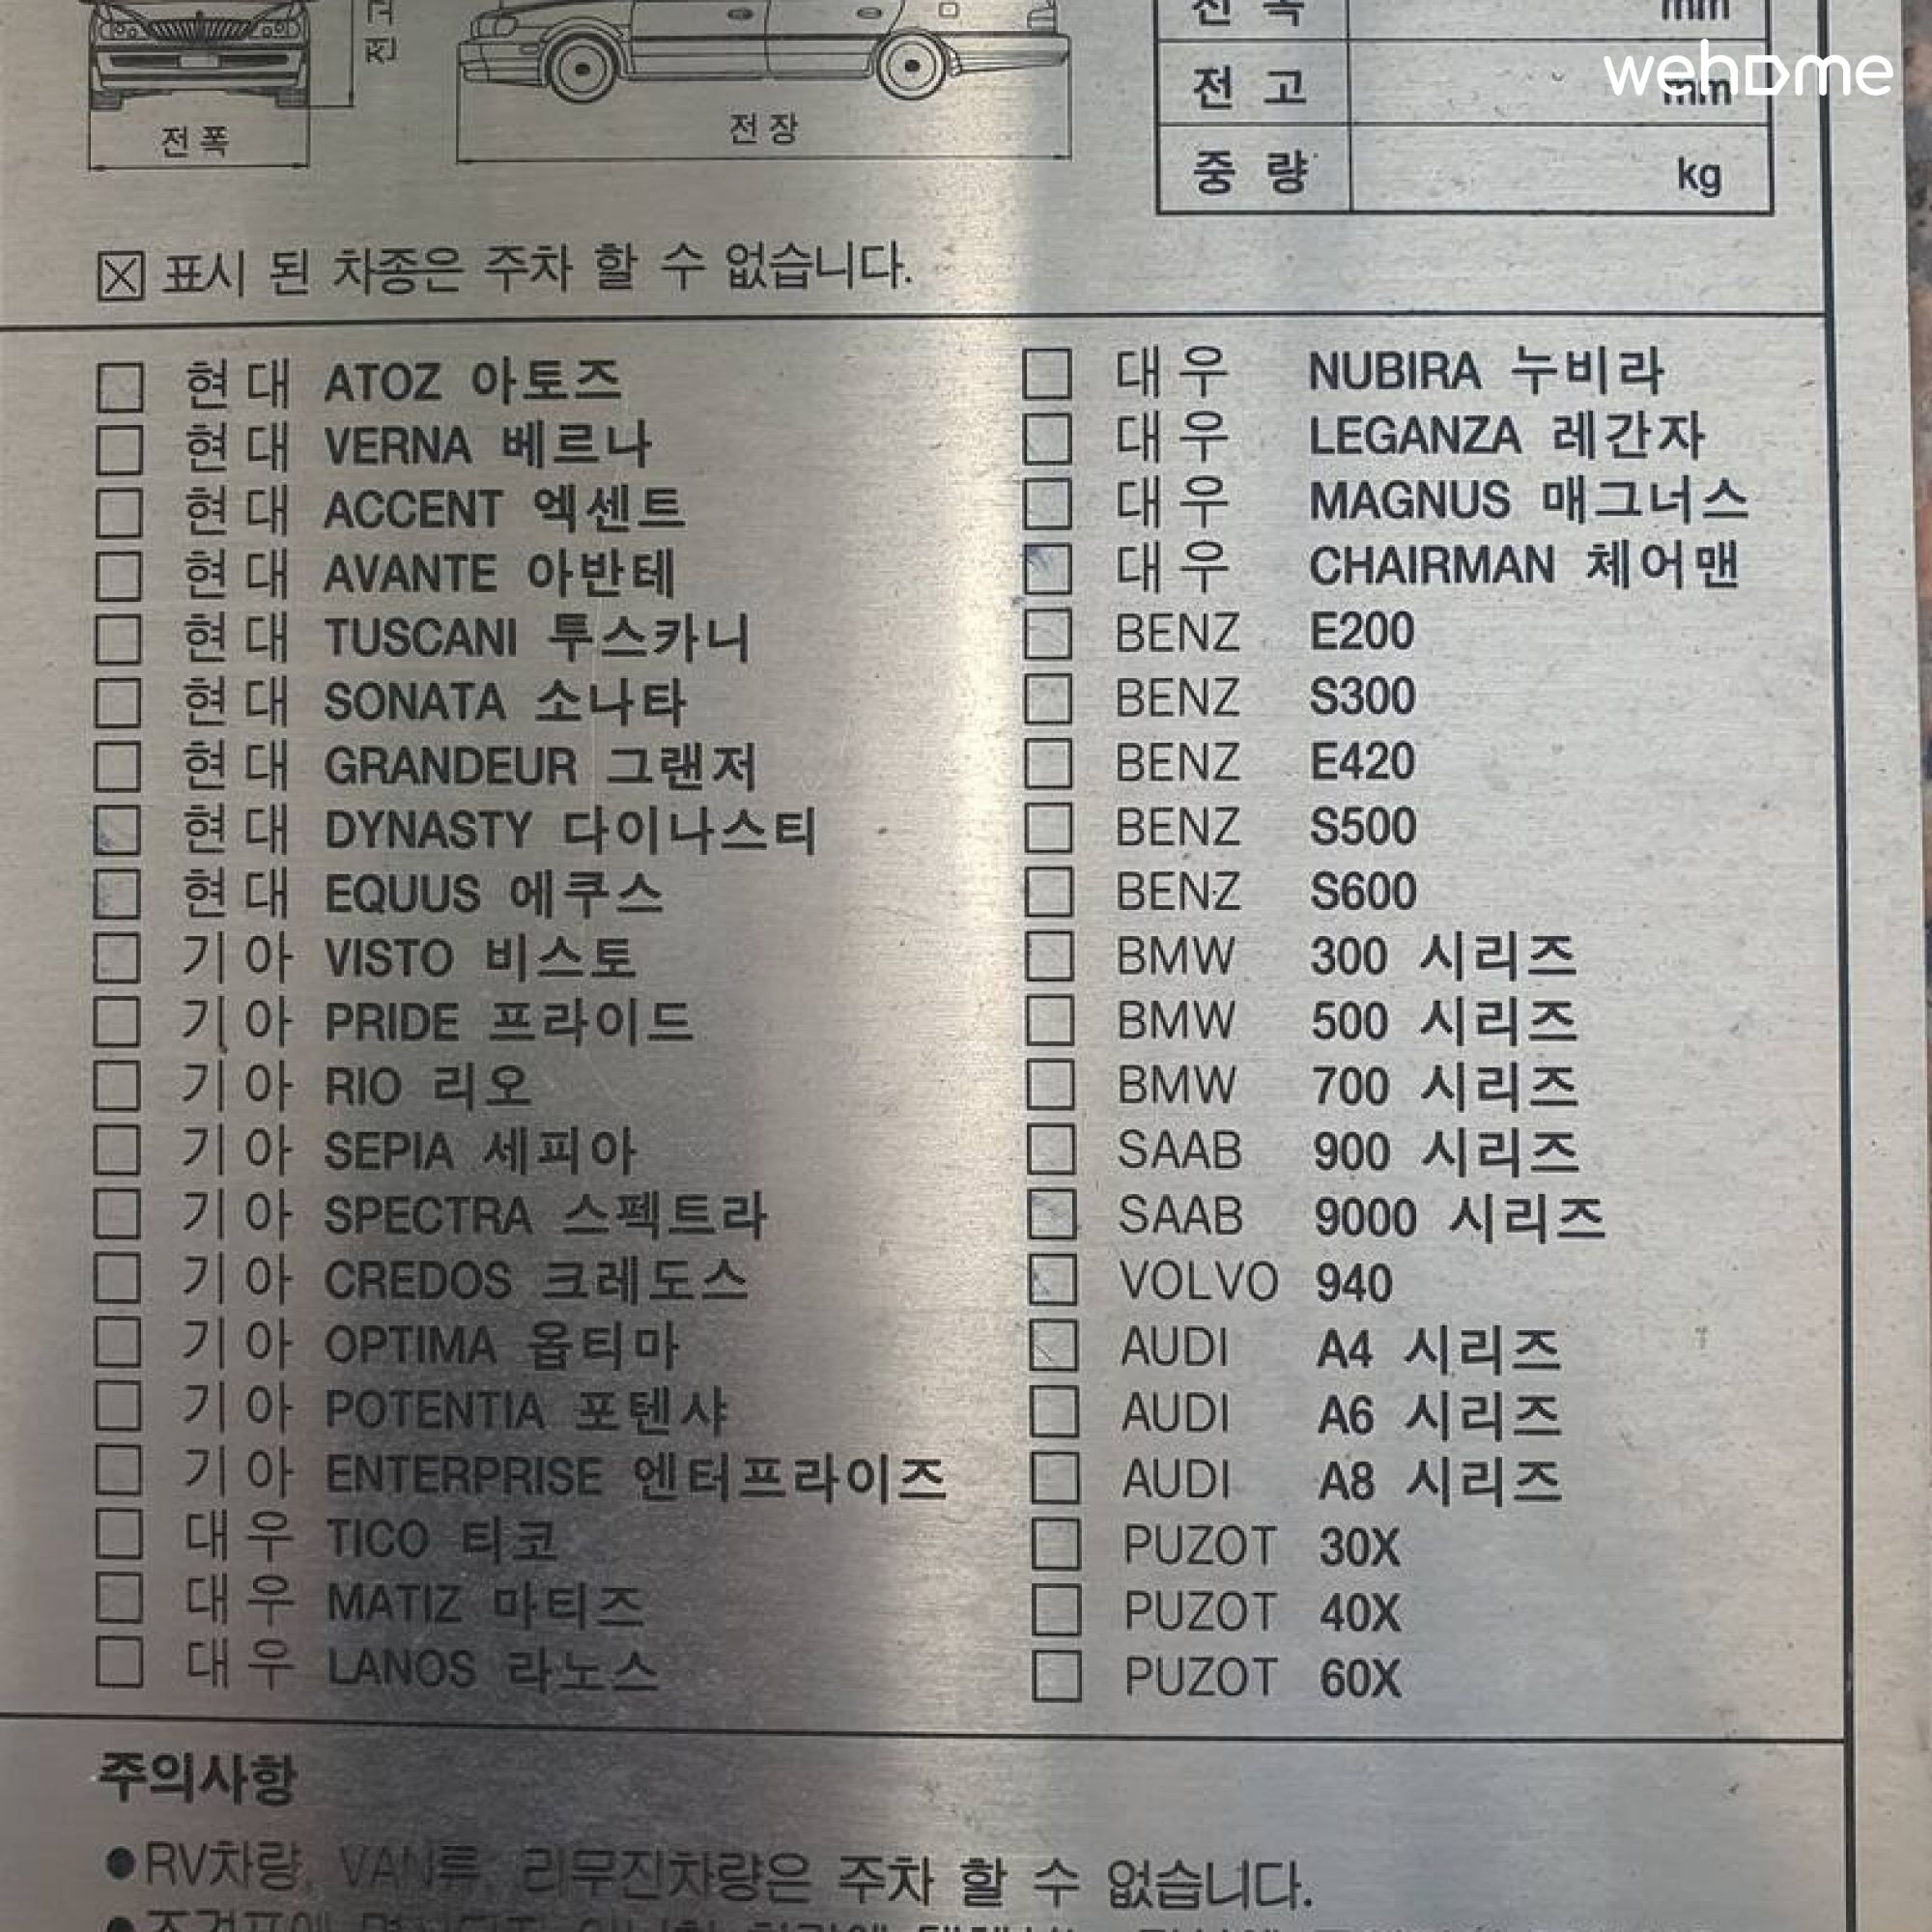 전 폭 mm
wehome
전 고 mm
전고
전 폭
전 장
중 량 kg
☒ 표시 된 차종은 주차 할 수 없습니다.
□ 현대 ATOZ 아토즈
□ 현대 VERNA 베르나
□ 현대 ACCENT 엑센트
□ 현대 AVANTE 아반테
□ 현대 TUSCANI 투스카니
□ 현대 SONATA 소나타
□ 현대 GRANDEUR 그랜저
□ 현대 DYNASTY 다이나스티
□ 현대 EQUUS 에쿠스
□ 기아 VISTO 비스토
□ 기아 PRIDE 프라이드
□ 기아 RIO 리오
□ 기아 SEPIA 세피아
□ 기아 SPECTRA 스펙트라
□ 기아 CREDOS 크레도스
□ 기아 OPTIMA 옵티마
□ 기아 POTENTIA 포텐샤
□ 기아 ENTERPRISE 엔터프라이즈
□ 대우 TICO 티코
□ 대우 MATIZ 마티즈
□ 대우 LANOS 라노스
□ 대우 NUBIRA 누비라
□ 대우 LEGANZA 레간자
□ 대우 MAGNUS 매그너스
□ 대우 CHAIRMAN 체어맨
□ BENZ E200
□ BENZ S300
□ BENZ E420
□ BENZ S500
□ BENZ S600
□ BMW 300 시리즈
□ BMW 500 시리즈
□ BMW 700 시리즈
□ SAAB 900 시리즈
□ SAAB 9000 시리즈
□ VOLVO 940
□ AUDI A4 시리즈
□ AUDI A6 시리즈
□ AUDI A8 시리즈
□ PUZOT 30X
□ PUZOT 40X
□ PUZOT 60X
주의사항
●RV차량, VAN류, 리무진차량은 주차 할 수 없습니다.